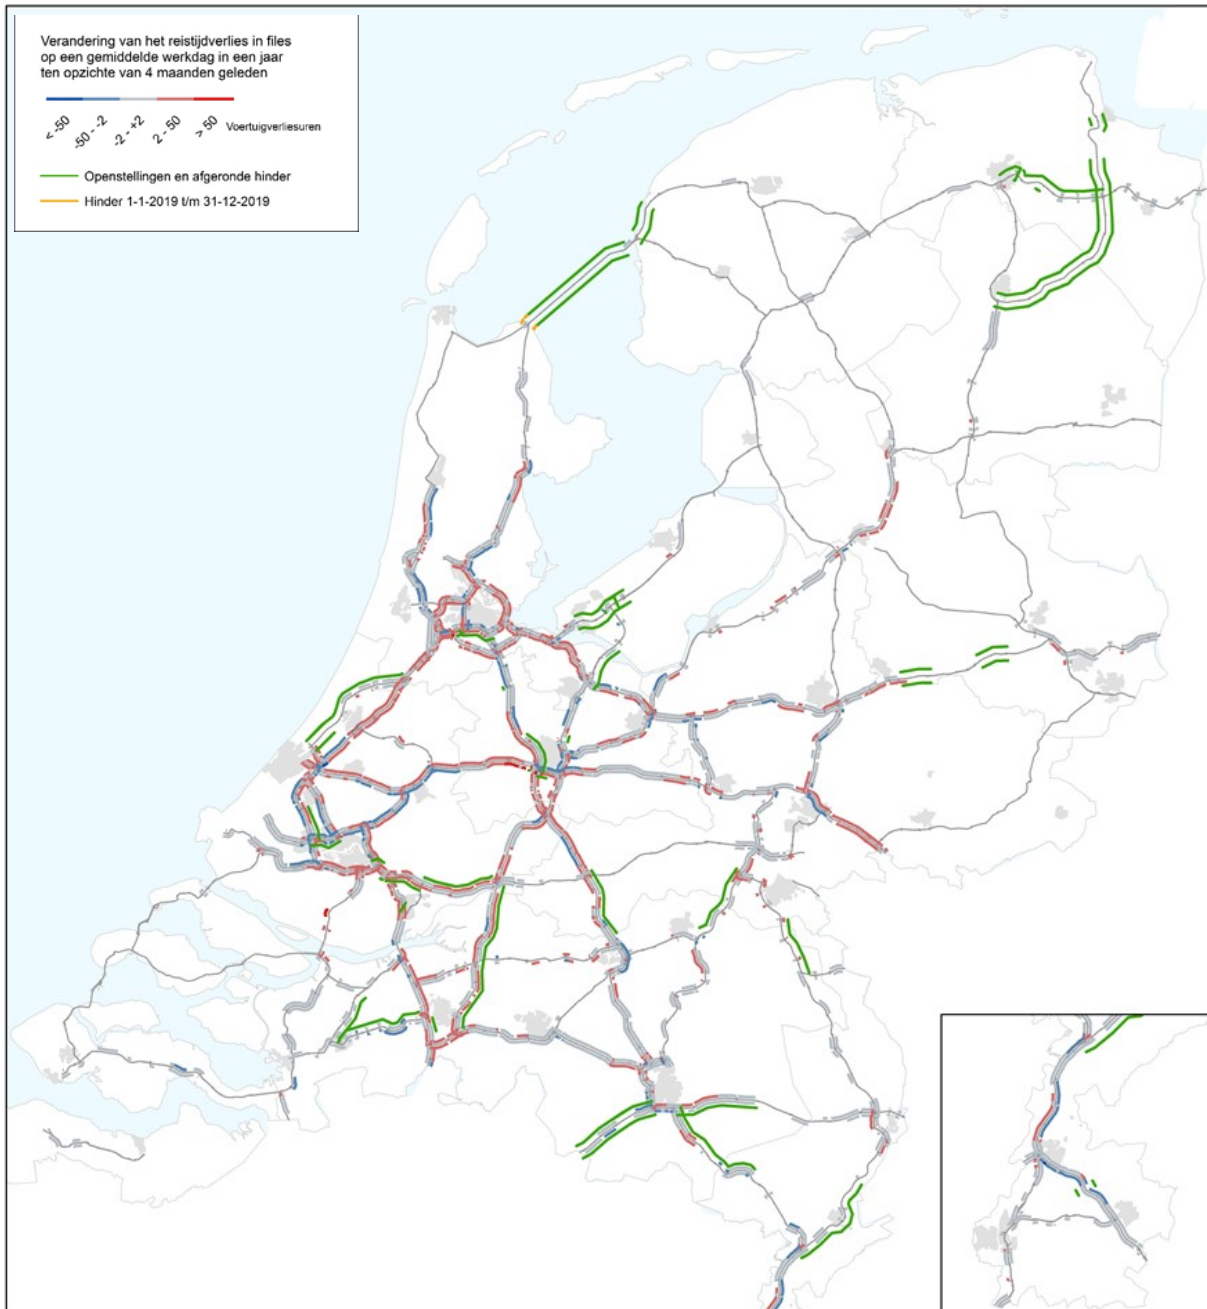 Verandering van het reistijdverlies in files
op een gemiddelde werkdag in een jaar
ten opzichte van 4 maanden geleden
< -50
-50 - -2
-2 - +2
2 - 50
> 50
Voertuigverliesuren
Openstellingen en afgeronde hinder
Hinder 1-1-2019 t/m 31-12-2019